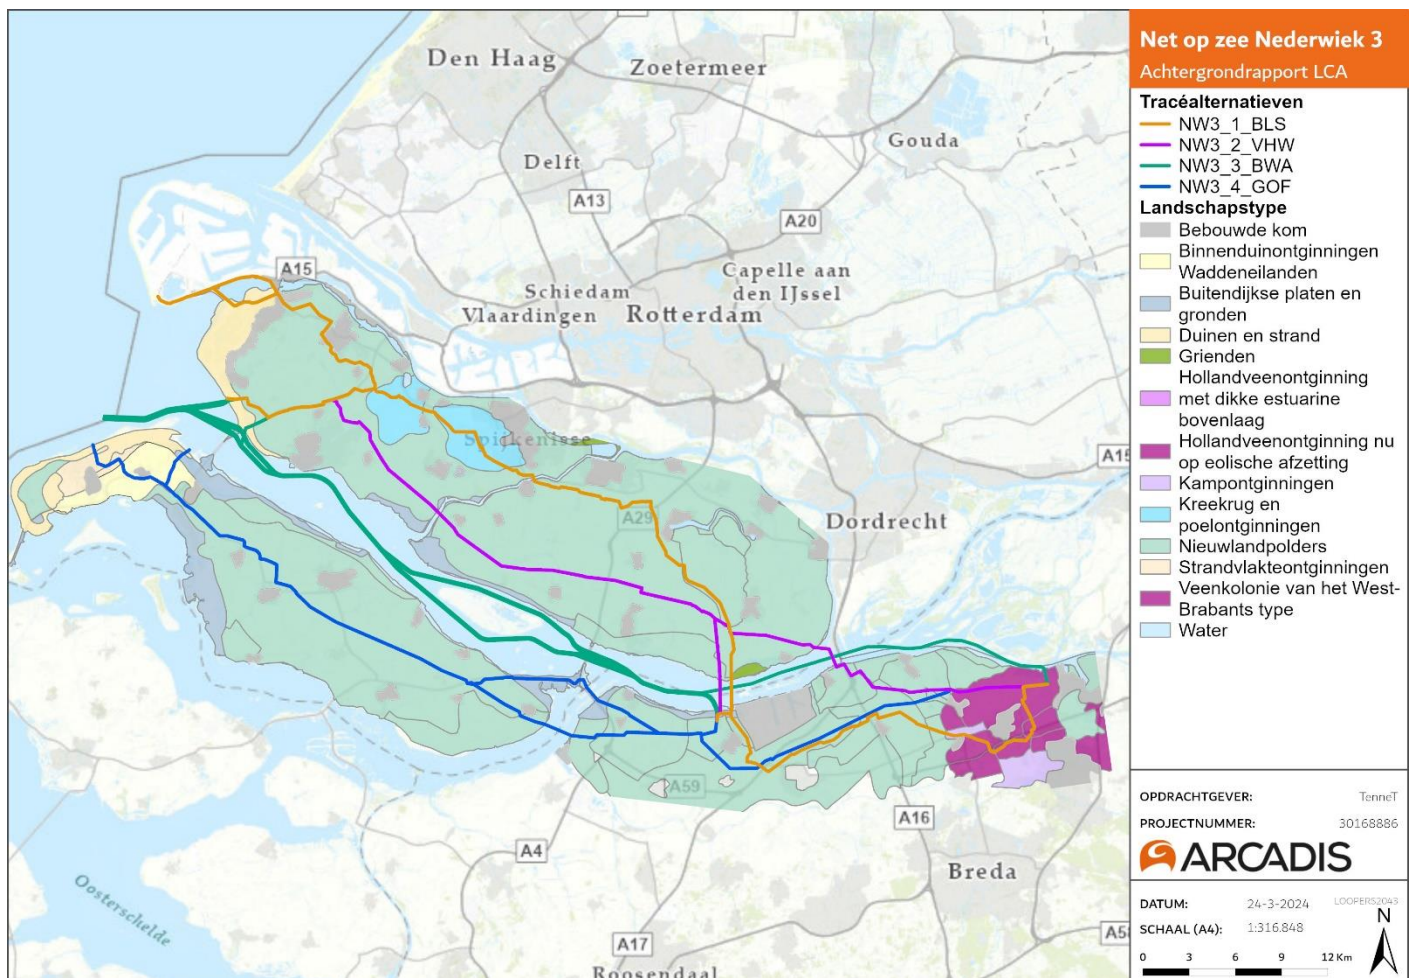 Den Haag
Zoetermeer
Gouda
Delft
A13
A20
A15
Capelle aan
den IJssel
Schiedam
Vlaardingen
Rotterdam
Spijkenisse
A15
A29
Dordrecht
A59
A16
A4
Breda
Oosterschelde
A17
A58
Roosendaal
Net op zee Nederwiek 3
Achtergrondrapport LCA
Tracéalternatieven
NW3_1_BLS
NW3_2_VHW
NW3_3_BWA
NW3_4_GOF
Landschapstype
Bebouwde kom
Binnenduinontginningen
Waddeneilanden
Buitendijkse platen en
gronden
Duinen en strand
Grienden
Hollandveenontginning
met dikke estuarine
bovenlaag
Hollandveenontginning nu
op eolische afzetting
Kampontginningen
Kreekrug en
poelontginningen
Nieuwlandpolders
Strandvlakteontginningen
Veenkolonie van het West-
Brabants type
Water
OPDRACHTGEVER: TenneT
PROJECTNUMMER: 30168886
ARCADIS
DATUM: 24-3-2024 LOOPERS2043
SCHAAL (A4): 1:316.848
N
0 3 6 9 12 Km